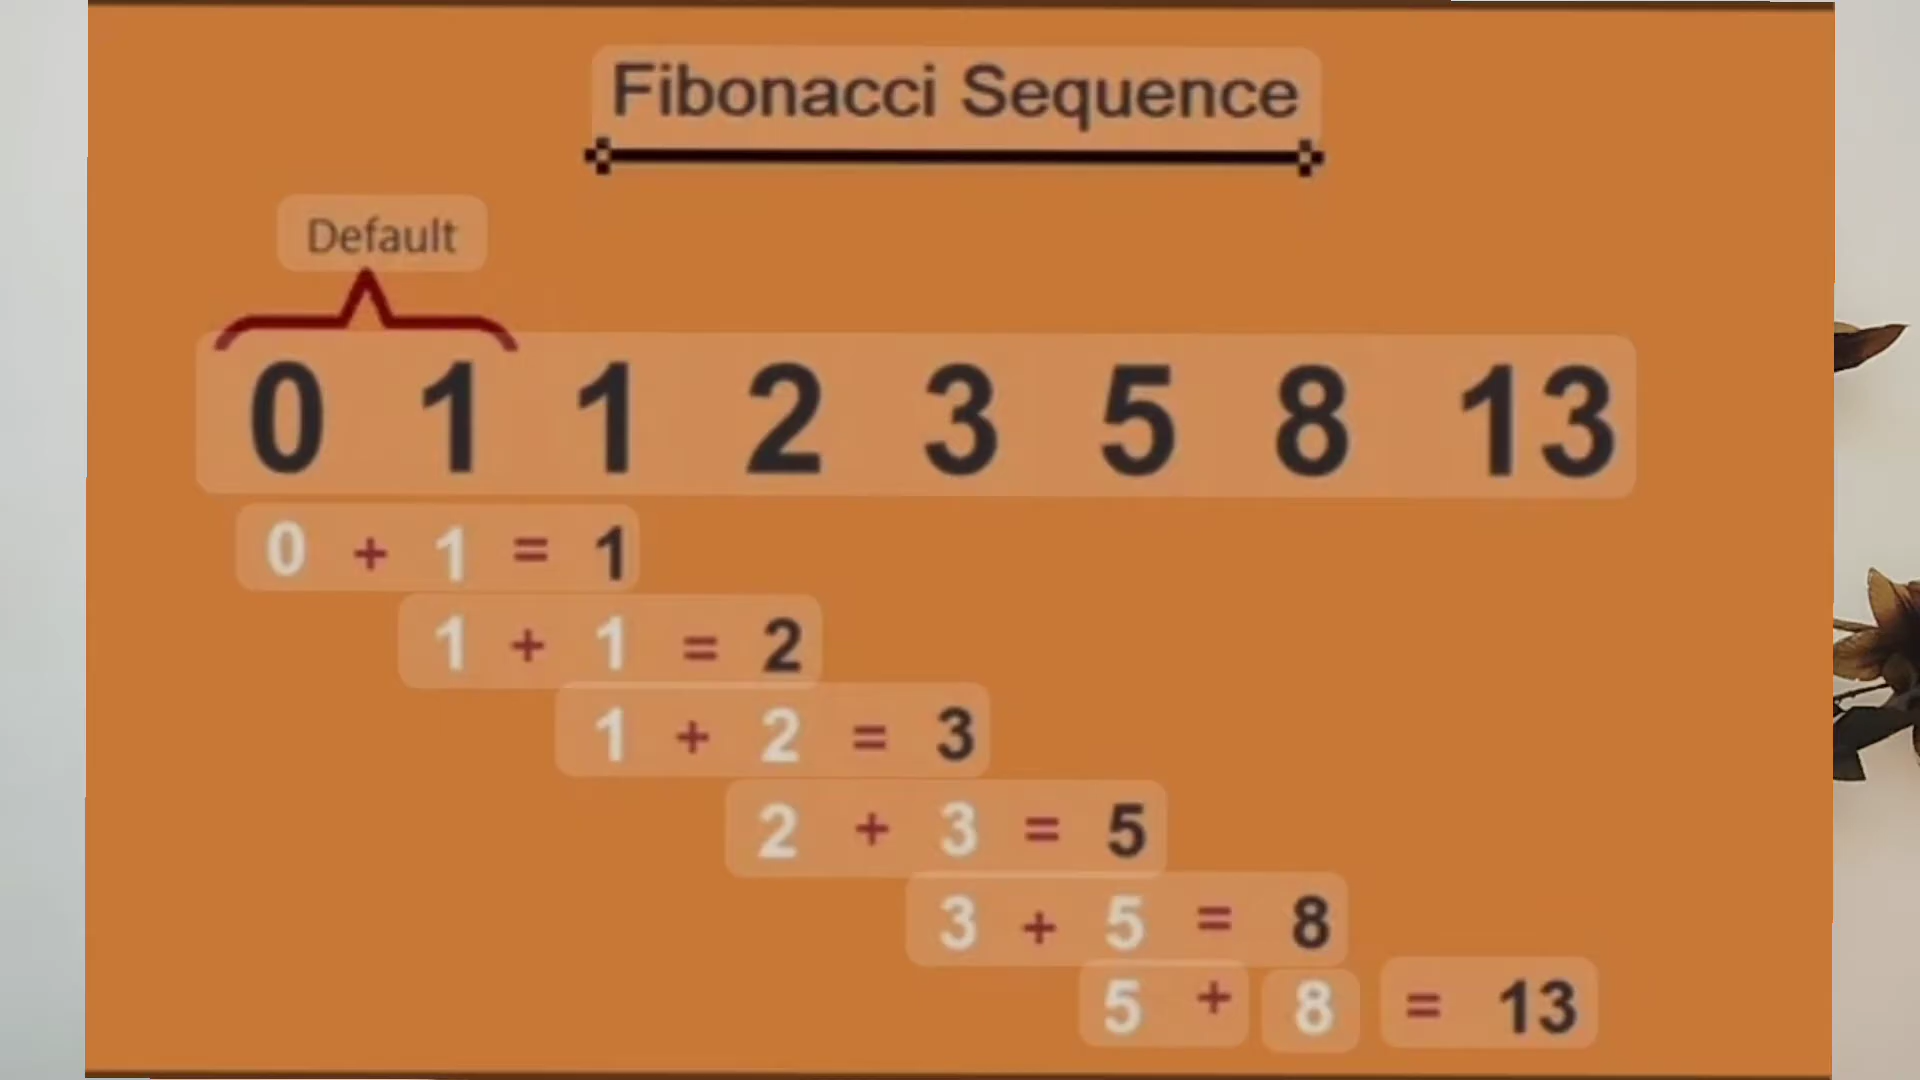 Fibonacci Sequence
Default
0 1 1 2 3 5 8 13
0 + 1 = 1
1 + 1 = 2
1 + 2 = 3
2 + 3 = 5
3 + 5 = 8
5 + 8 = 13